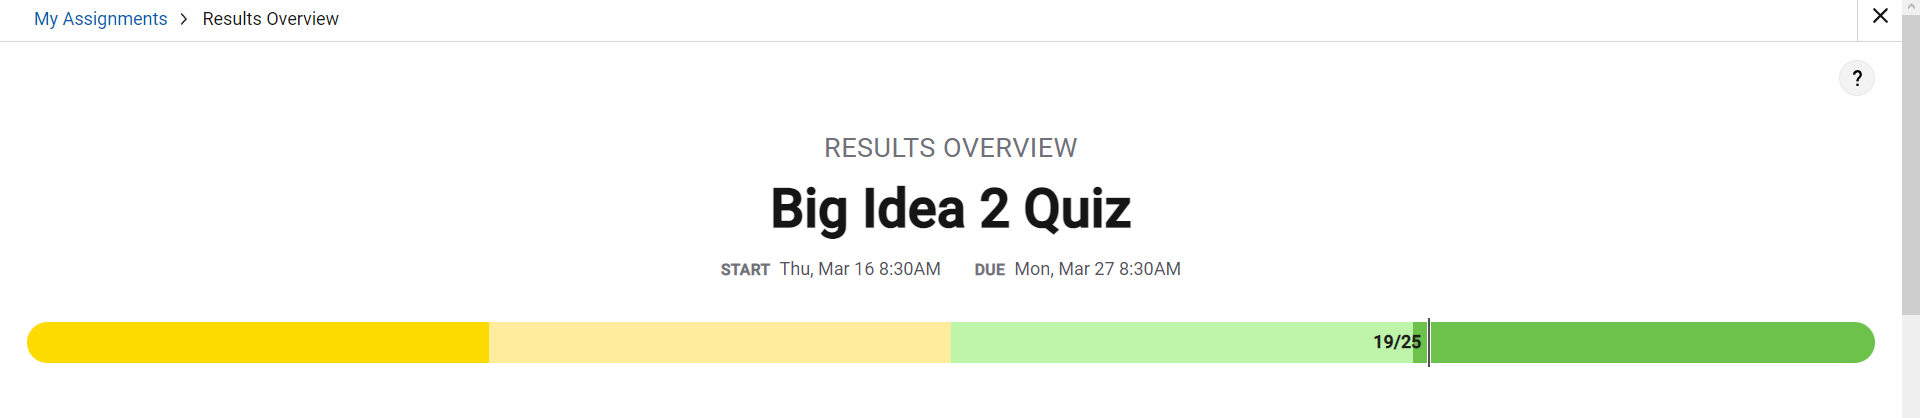 My Assignments > Results Overview
?
RESULTS OVERVIEW
Big Idea 2 Quiz
START Thu, Mar 16 8:30AM DUE Mon, Mar 27 8:30AM
19/25